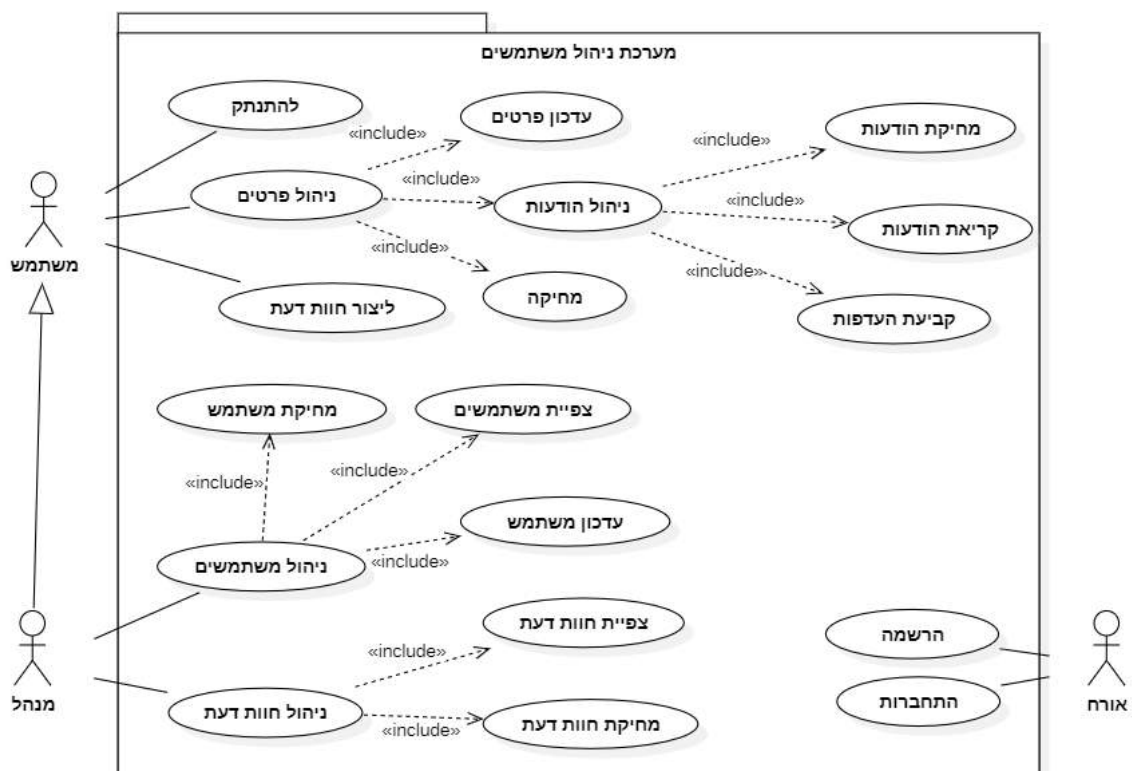 מערכת ניהול משתמשים
להתנתק
עדכון פרטים
מחיקת הודעות
«include»
«include»
ניהול פרטים
«include»
ניהול הודעות
«include»
קריאת הודעות
משתמש
«include»
«include»
ליצור חוות דעת
מחיקה
קביעת העדפות
מחיקת משתמש
צפיית משתמשים
«include»
«include»
עדכון משתמש
ניהול משתמשים
«include»
צפיית חוות דעת
הרשמה
«include»
מנהל
ניהול חוות דעת
«include»
מחיקת חוות דעת
התחברות
אורח